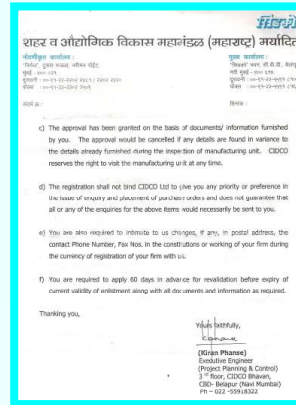 सिडको
शहर व औद्योगिक विकास महामंडळ (महाराष्ट्र) मर्यादित
नोंदणीकृत कार्यालय :
मुख्य कार्यालय :
c) The approval has been granted on the basis of documents/ information furnished
by you. The approval would be cancelled if any details are found in variance to
the details already furnished during the inspection of manufacturing unit. CIDCO
reserves the right to visit the manufacturing unit at any time.
d) The registration shall not bind CIDCO Ltd to give you any priority or preference in
the issue of enquiry and placement of purchase orders and does not guarantee that
all or any of the enquiries for the above items would necessarily be sent to you.
e) You are also required to intimate to us changes, if any, in postal address, the
contact Phone Number, Fax Nos. in the constitutions or working of your firm during
the currency of registration of your firm with us.
f) You are required to apply 60 days in advance for revalidation before expiry of
current validity of enlistment along with all documents and information as required.
Thanking you,
Yours faithfully,
(Kiran Phanse)
Executive Engineer
(Project Planning & Control)
3rd floor, CIDCO Bhavan,
CBD- Belapur (Navi Mumbai)
Ph – 022 -55918322